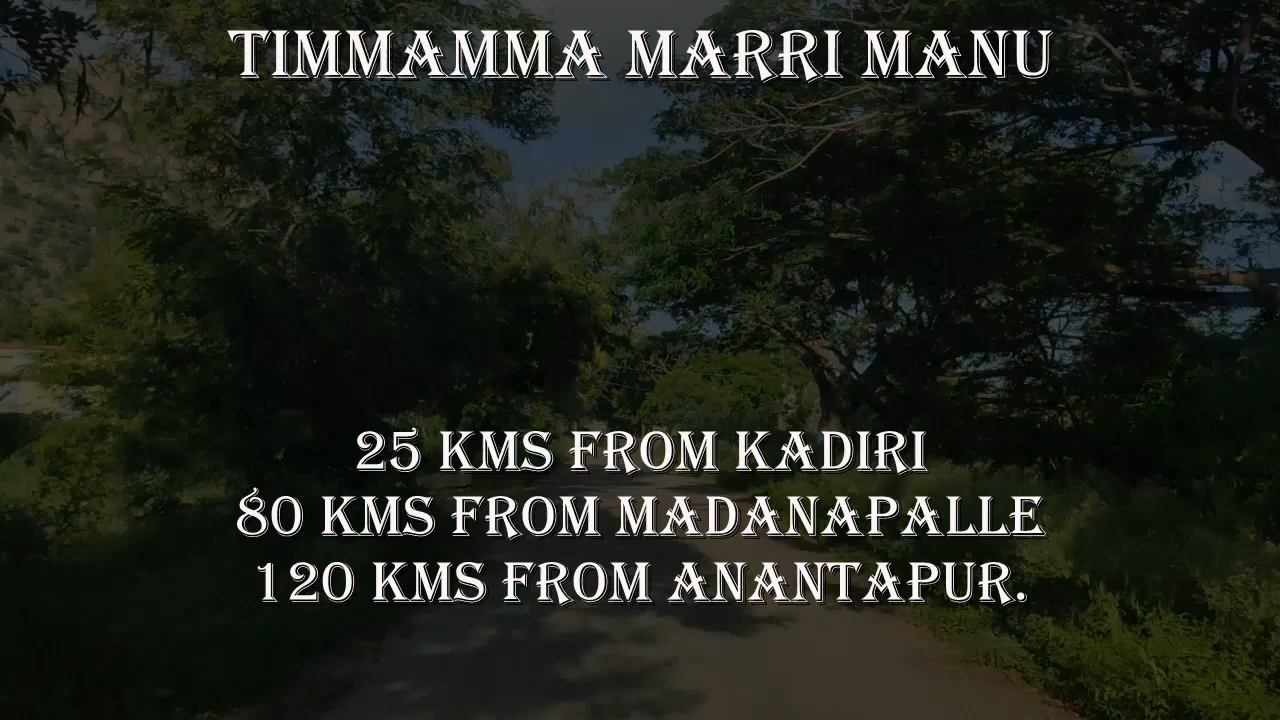 TIMMAMMA MARRI MANU
25 KMS FROM KADIRI
80 KMS FROM MADANAPALLE
120 KMS FROM ANANTAPUR.